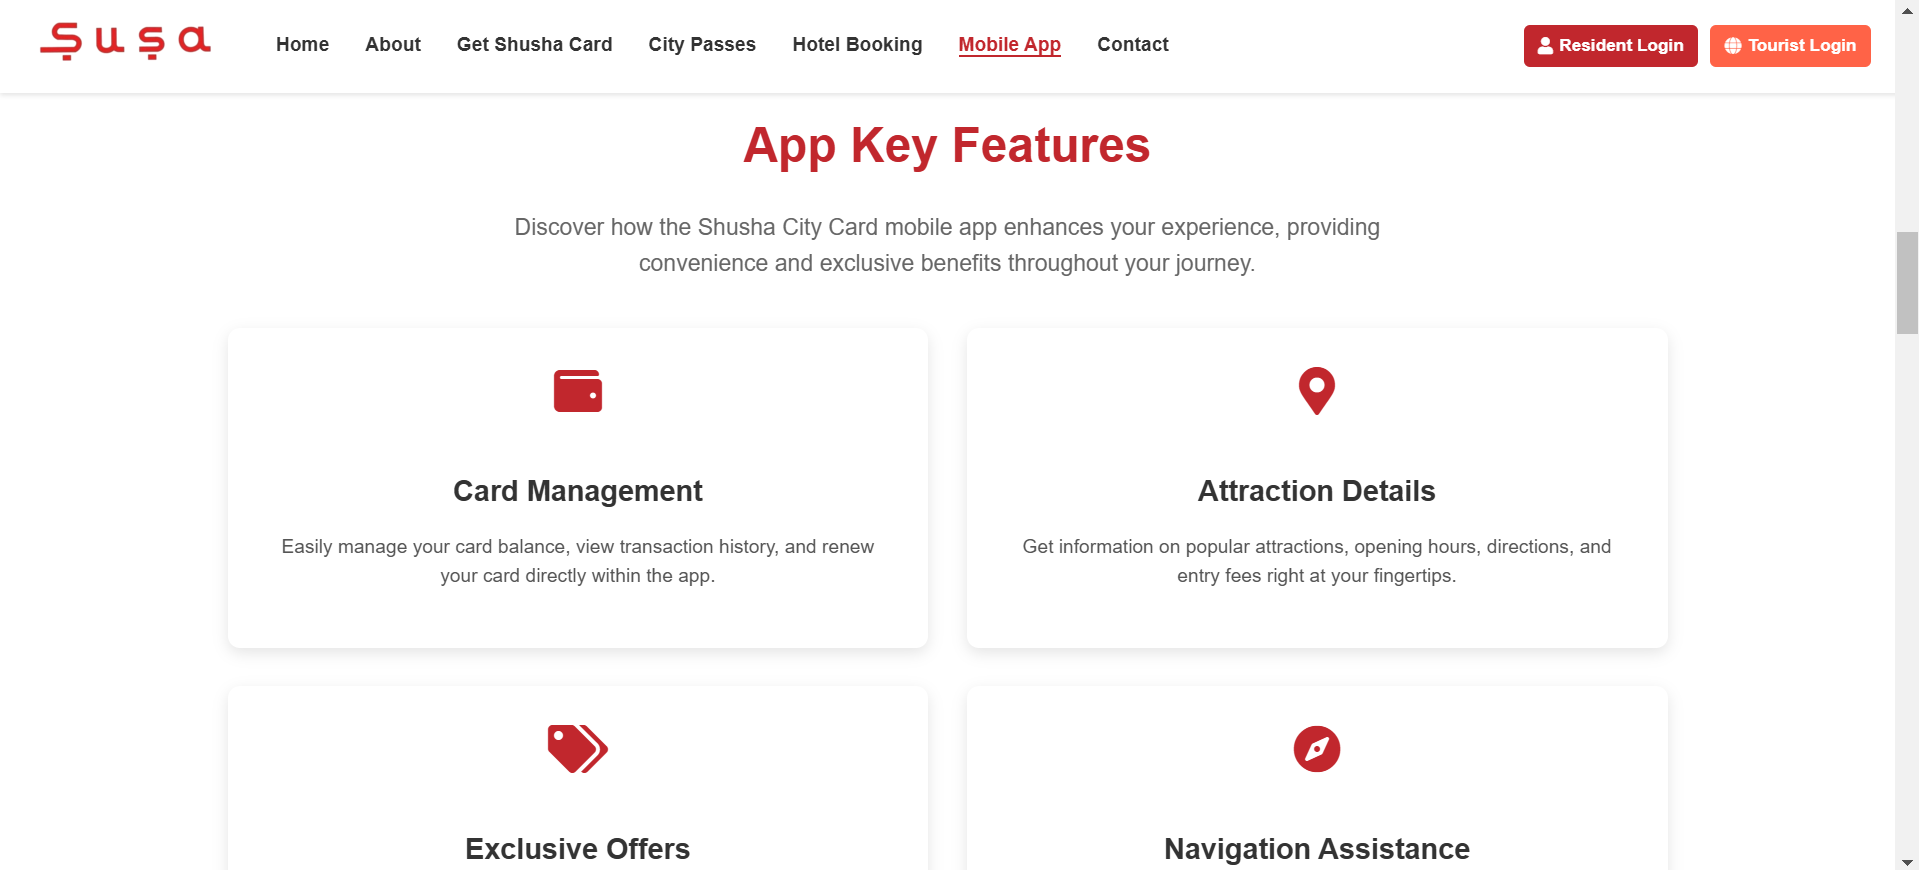 Şuşa
Home
About
Get Shusha Card
City Passes
Hotel Booking
Mobile App
Contact
Resident Login
Tourist Login
App Key Features
Discover how the Shusha City Card mobile app enhances your experience, providing
convenience and exclusive benefits throughout your journey.
Card Management
Easily manage your card balance, view transaction history, and renew
your card directly within the app.
Attraction Details
Get information on popular attractions, opening hours, directions, and
entry fees right at your fingertips.
Exclusive Offers
Navigation Assistance